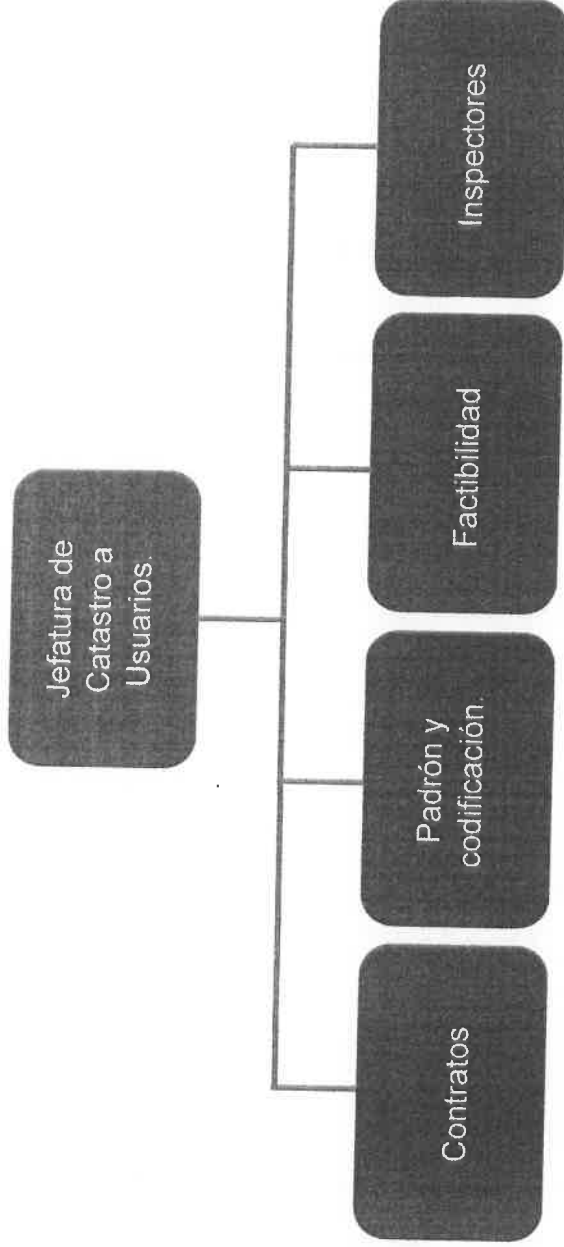 Jefatura de
Catastro a
Usuarios.
Contratos
Padrón y
codificación.
Factibilidad
Inspectores